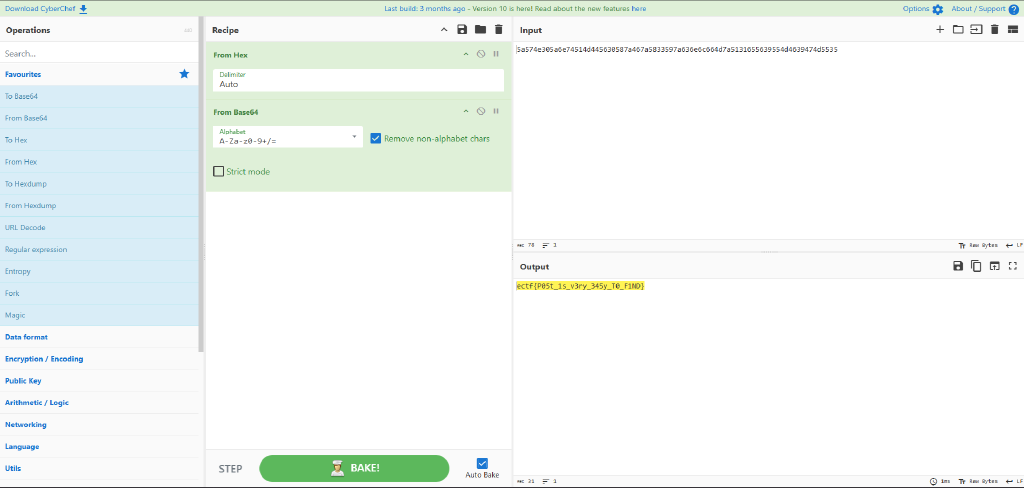 Download CyberChef
Last build: 3 months ago - Version 10 is here! Read about the new features here
Options
About / Support
Operations
Recipe
Input
Search...
Favourites
To Base64
From Base64
To Hex
From Hex
To Hexdump
From Hexdump
URL Decode
Regular expression
Entropy
Fork
Magic
Data format
Encryption / Encoding
Public Key
Arithmetic / Logic
Networking
Language
Utils
From Hex
Delimiter
Auto
From Base64
Alphabet
A-Za-z0-9+/=
Remove non-alphabet chars
Strict mode
STEP
BAKE!
Auto Bake
1
Raw Bytes
LF
Output
ectf{P05t_is_v3ry_345y_T0_F1ND}
31
1
1ms
Raw Bytes
LF